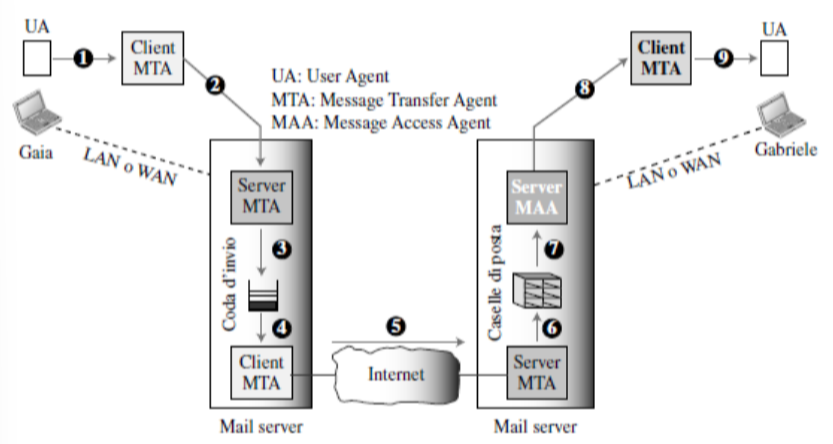 UA
1
Client
MTA
2
UA: User Agent
MTA: Message Transfer Agent
MAA: Message Access Agent
8
Client
MTA
9
UA
Gaia
LAN o WAN
LAN o WAN
Gabriele
Server
MTA
3
Coda d'invio
4
Client
MTA
Mail server
5
Internet
Server
MAA
7
Caselle di posta
6
Server
MTA
Mail server